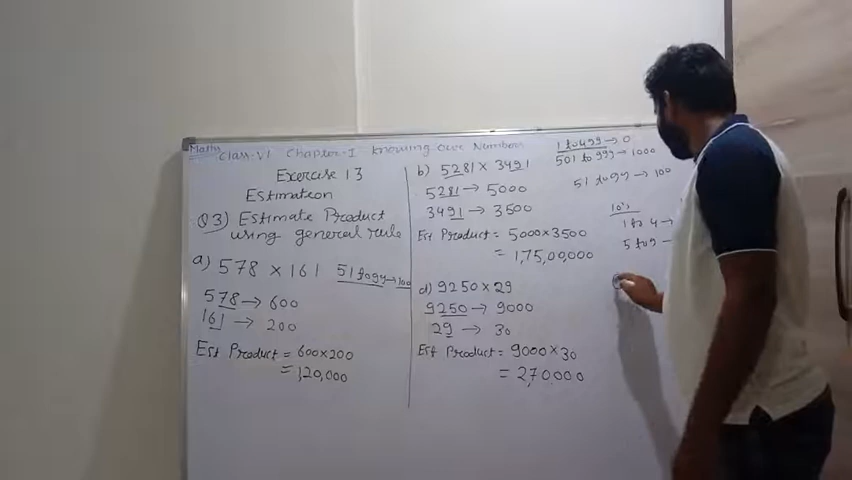 Maths
Class-VI Chapter-1 Knowing Our Numbers
Exercise 13
Estimation
Q3) Estimate Product
using general rule
a) 578 × 161
51 to 99 → 100
578 → 600
161 → 200
Est Product = 600×200
= 1,20,000
b) 5281 × 3491
5281 → 5000
3491 → 3500
Est Product = 5000×3500
= 1,75,00,000
d) 9250 × 29
9250 → 9000
29 → 30
Est Product = 9000×30
= 2,70,000
1 to 499 → 0
501 to 999 → 1000
51 to 99 → 100
10's
1 to 4 →
5 to 9 →